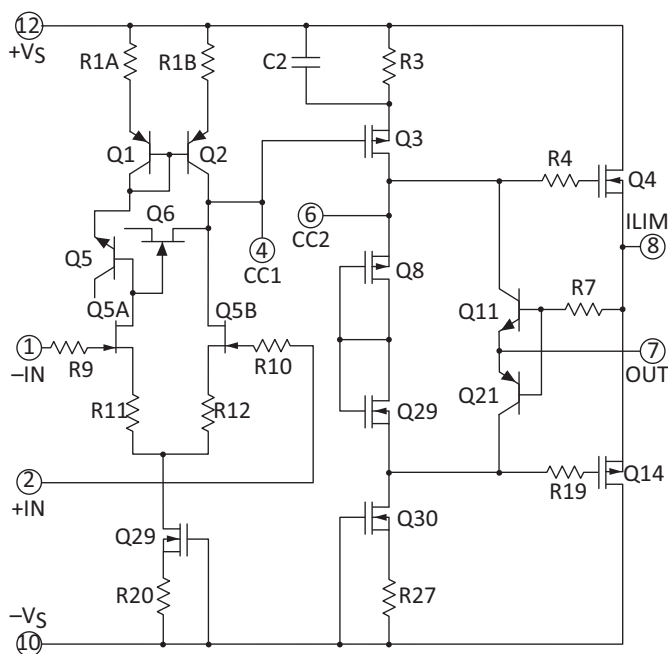 12
+VS
R1A
R1B
C2
R3
Q1
Q2
Q3
Q6
4
CC1
6
CC2
R4
Q4
ILIM
8
Q5
Q8
Q5A
Q5B
R7
Q11
1
−IN
R9
R10
7
OUT
R11
R12
Q21
Q29
2
+IN
R19
Q14
Q29
Q30
R20
R27
−VS
10